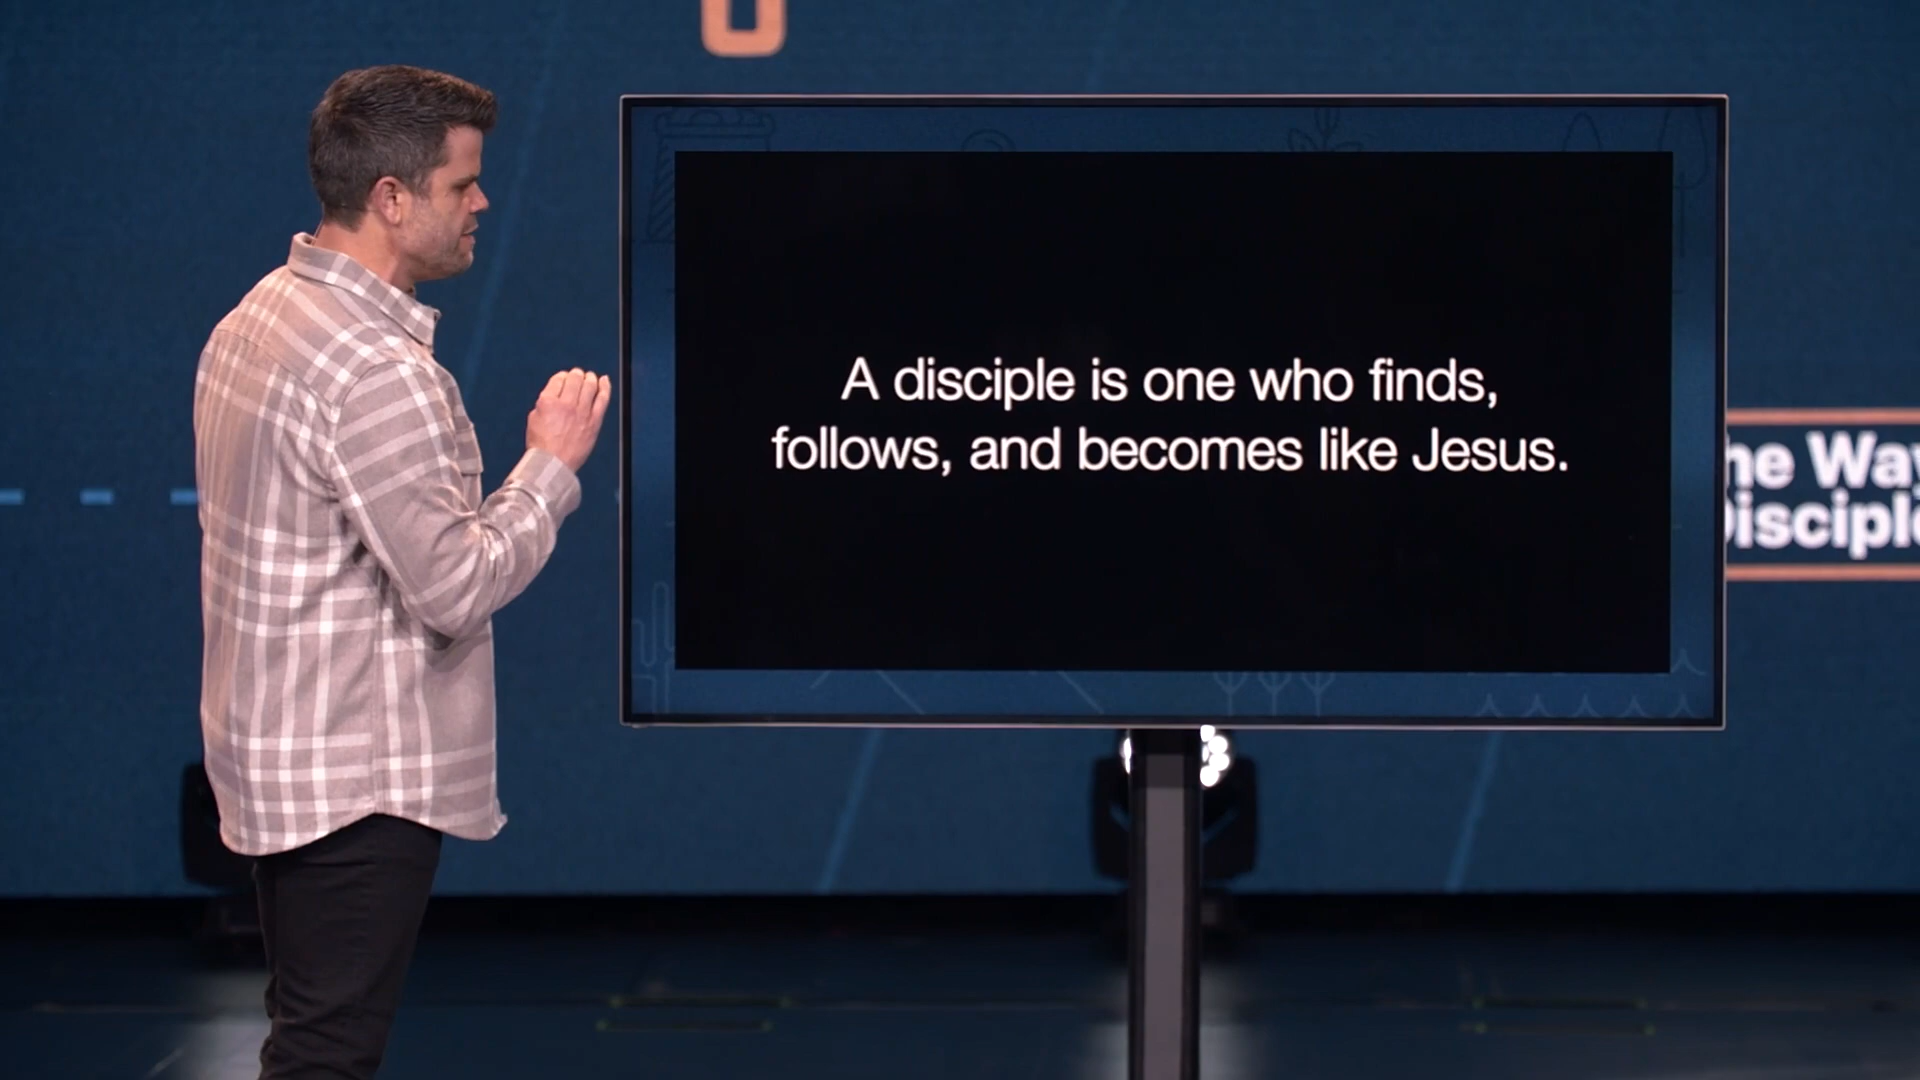 A disciple is one who finds,
follows, and becomes like Jesus.